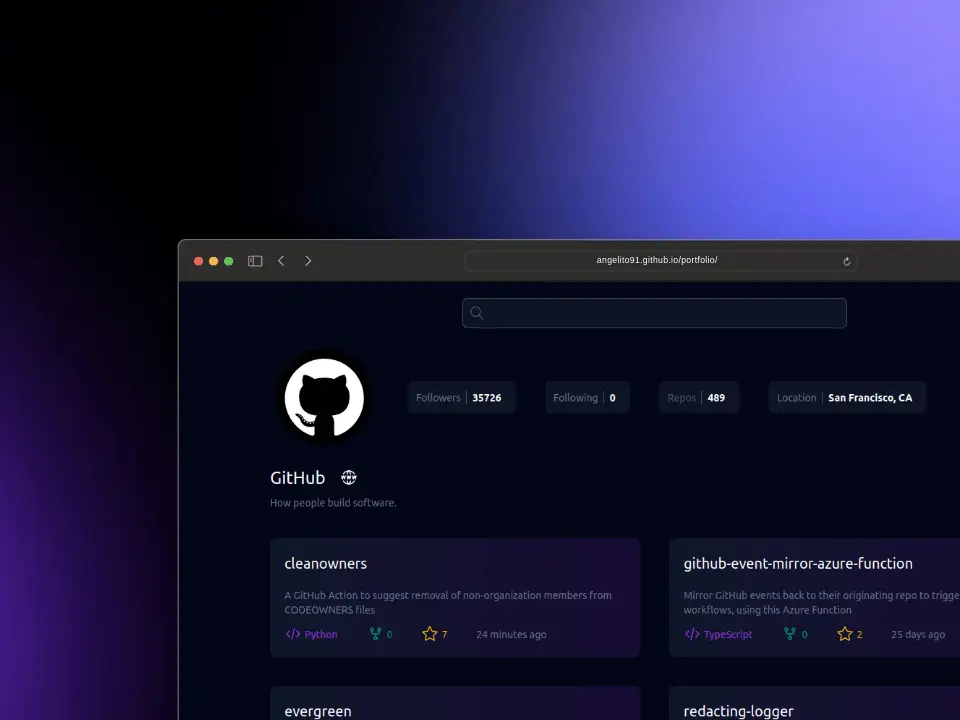 angelito91.github.io/portfolio/
Followers 35726
Following 0
Repos 489
Location San Francisco, CA
GitHub
How people build software.
cleanowners
A GitHub Action to suggest removal of non-organization members from
CODEOWNERS files
Python 0 7 24 minutes ago
github-event-mirror-azure-function
Mirror GitHub events back to their originating repo to trigge
workflows, using this Azure Function
TypeScript 0 2 25 days ago
evergreen
redacting-logger